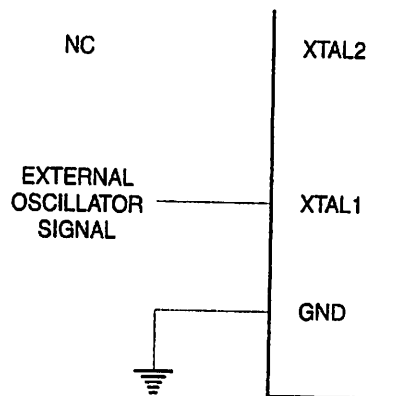 NC
XTAL2
EXTERNAL
OSCILLATOR
SIGNAL
XTAL1
GND